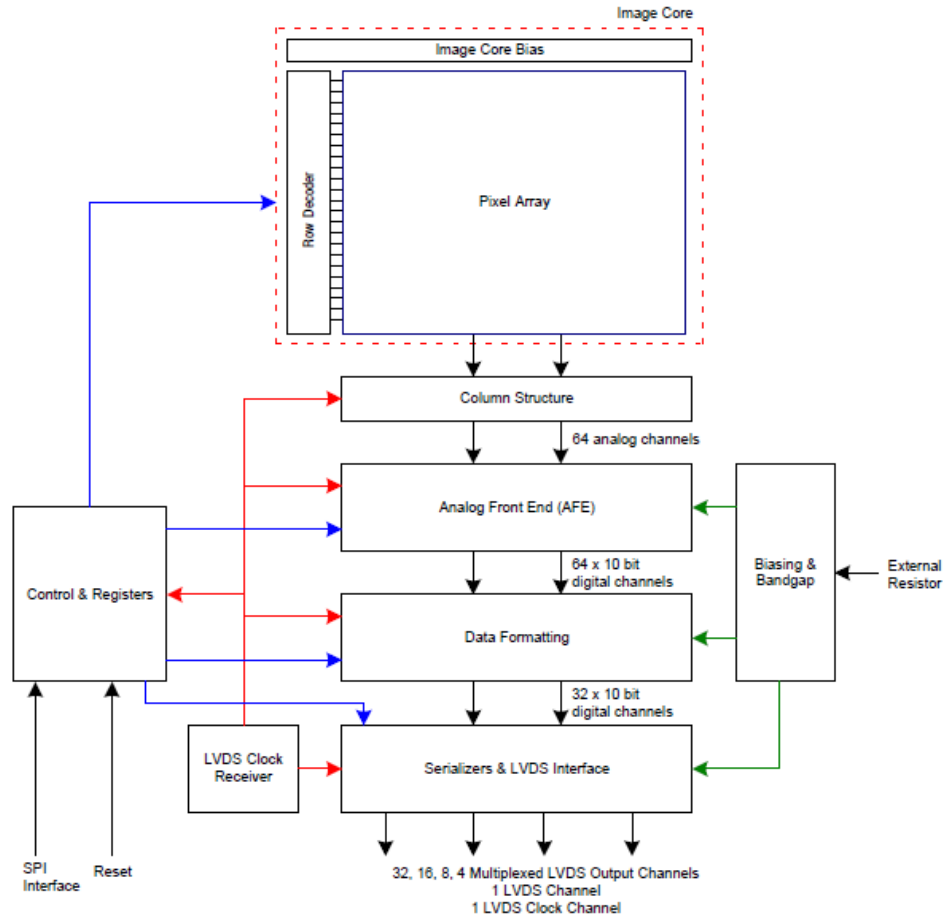 Image Core
Image Core Bias
Row Decoder
Pixel Array
Column Structure
64 analog channels
Analog Front End (AFE)
Biasing &
Bandgap
External
Resistor
Control & Registers
64 x 10 bit
digital channels
Data Formatting
32 x 10 bit
digital channels
LVDS Clock
Receiver
Serializers & LVDS Interface
SPI
Interface
Reset
32, 16, 8, 4 Multiplexed LVDS Output Channels
1 LVDS Channel
1 LVDS Clock Channel